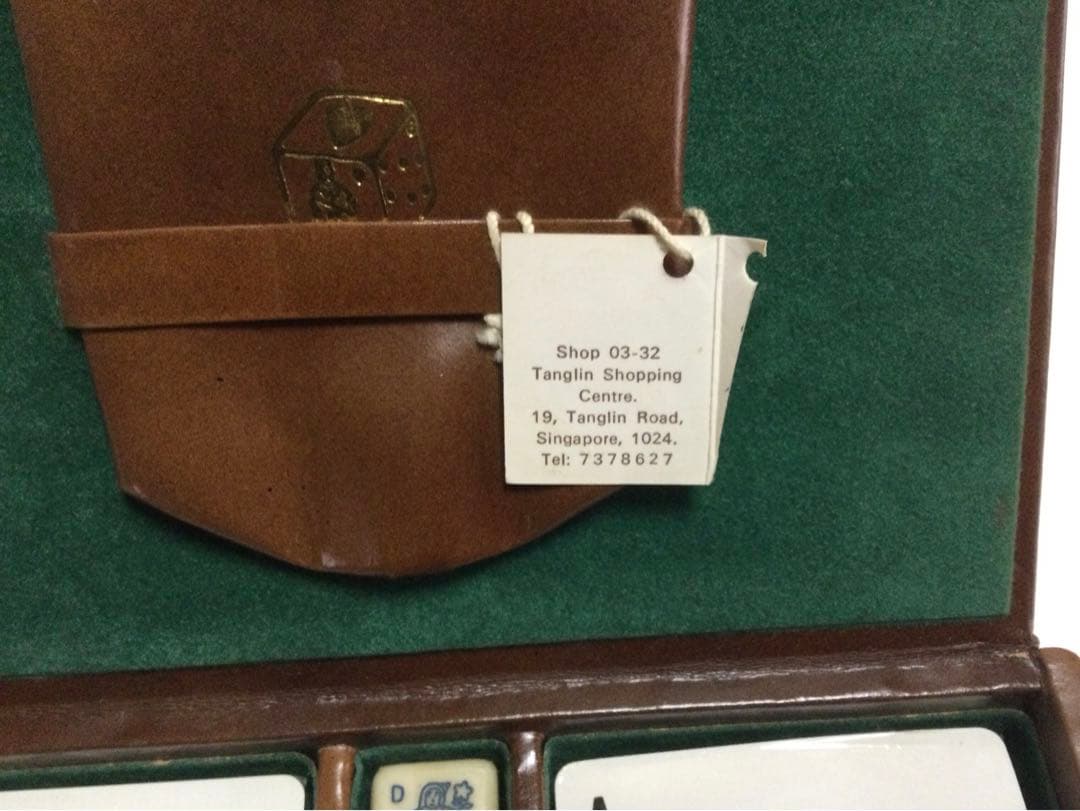 Shop 03-32
Tanglin Shopping
Centre.
19, Tanglin Road,
Singapore, 1024.
Tel: 7378627
D
A